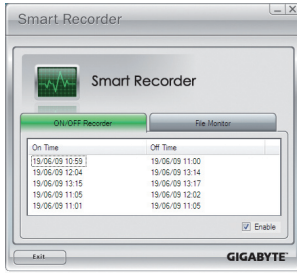 Smart Recorder
Smart Recorder
ON/OFF Recorder File Monitor
On Time Off Time
19/06/09 10:59 19/06/09 11:00
19/06/09 12:04 19/06/09 13:14
19/06/09 13:15 19/06/09 13:17
19/06/09 11:05 19/06/09 12:02
19/06/09 11:01 19/06/09 11:05
Enable
Exit GIGABYTE™